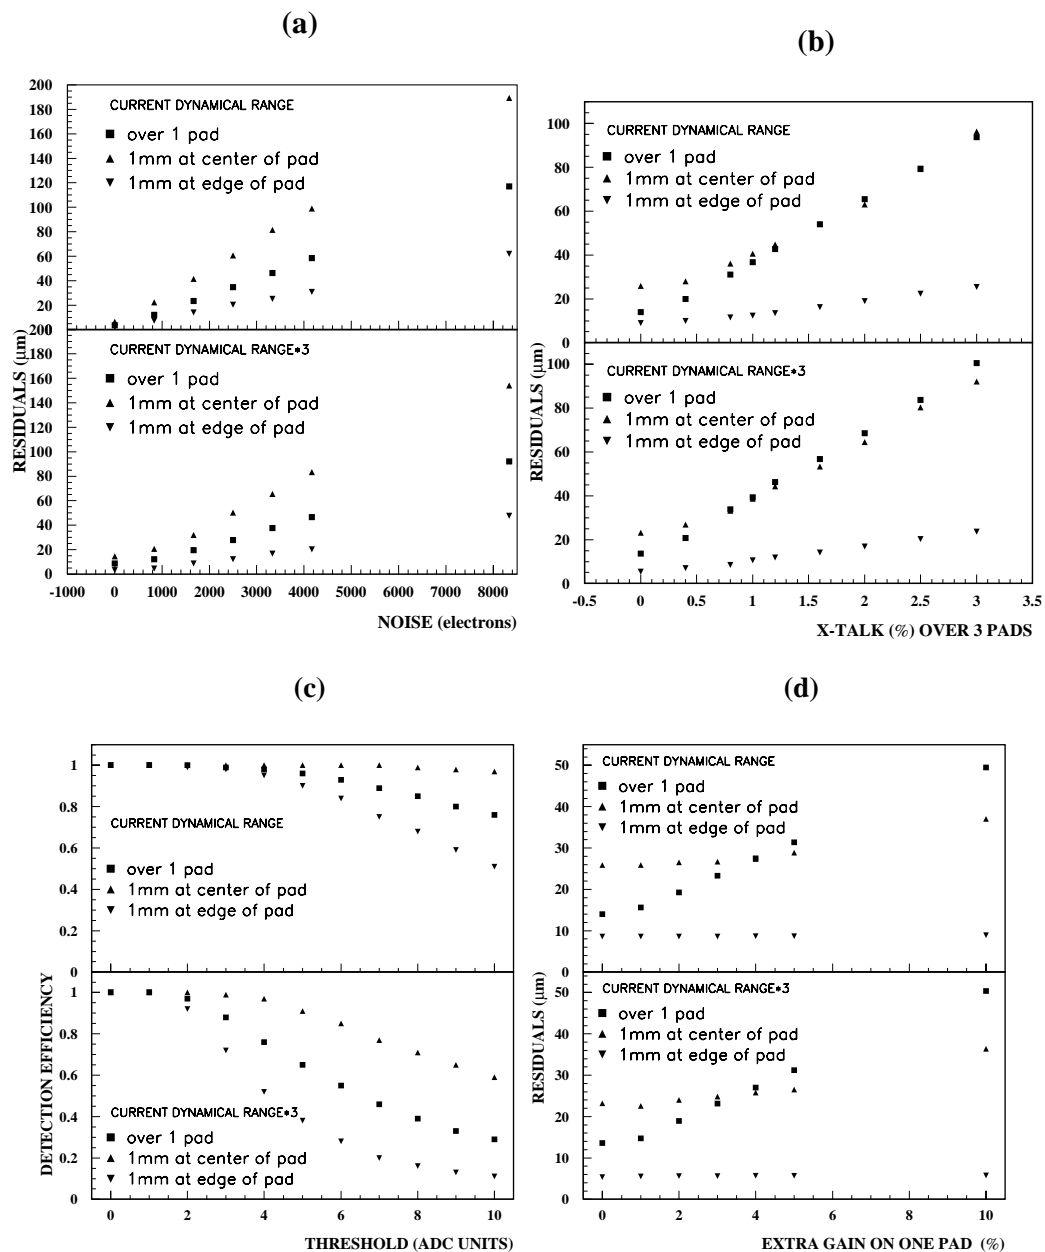 (a)
200
180
160
140
120
100
80
60
40
20
CURRENT DYNAMICAL RANGE
over 1 pad
1mm at center of pad
1mm at edge of pad
200
180
160
140
120
100
80
60
40
20
0
CURRENT DYNAMICAL RANGE*3
over 1 pad
1mm at center of pad
1mm at edge of pad
-1000 0 1000 2000 3000 4000 5000 6000 7000 8000
RESIDUALS (μm)
NOISE (electrons)
(b)
100
80
60
40
20
0
CURRENT DYNAMICAL RANGE
over 1 pad
1mm at center of pad
1mm at edge of pad
100
80
60
40
20
0
CURRENT DYNAMICAL RANGE*3
over 1 pad
1mm at center of pad
1mm at edge of pad
-0.5 0 0.5 1 1.5 2 2.5 3 3.5
RESIDUALS (μm)
X-TALK (%) OVER 3 PADS
(c)
1
0.8
0.6
0.4
0.2
0
CURRENT DYNAMICAL RANGE
over 1 pad
1mm at center of pad
1mm at edge of pad
1
0.8
0.6
0.4
0.2
0
CURRENT DYNAMICAL RANGE*3
over 1 pad
1mm at center of pad
1mm at edge of pad
0 2 4 6 8 10
DETECTION EFFICIENCY
THRESHOLD (ADC UNITS)
(d)
50
40
30
20
10
0
CURRENT DYNAMICAL RANGE
over 1 pad
1mm at center of pad
1mm at edge of pad
50
40
30
20
10
0
CURRENT DYNAMICAL RANGE*3
over 1 pad
1mm at center of pad
1mm at edge of pad
0 2 4 6 8 10
RESIDUALS (μm)
EXTRA GAIN ON ONE PAD (%)